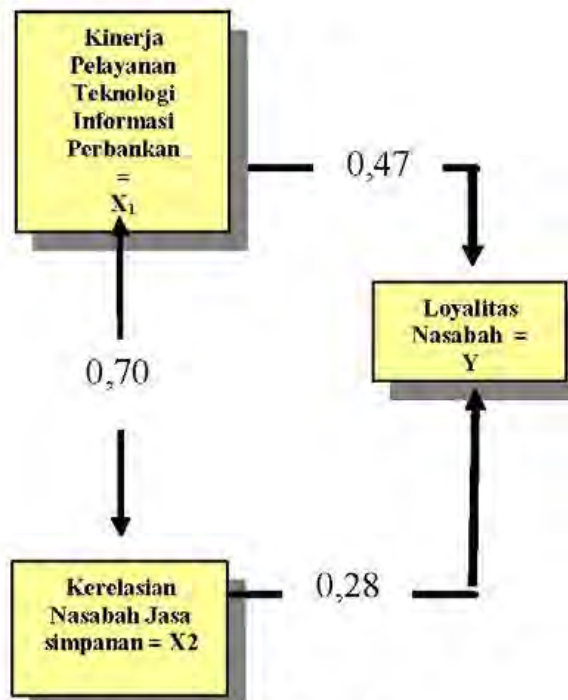 Kinerja
Pelayanan
Teknologi
Informasi
Perbankan
=
X₁
0,47
Loyalitas
Nasabah =
Y
0,70
Kerelasian
Nasabah Jasa
simpanan = X2
0,28